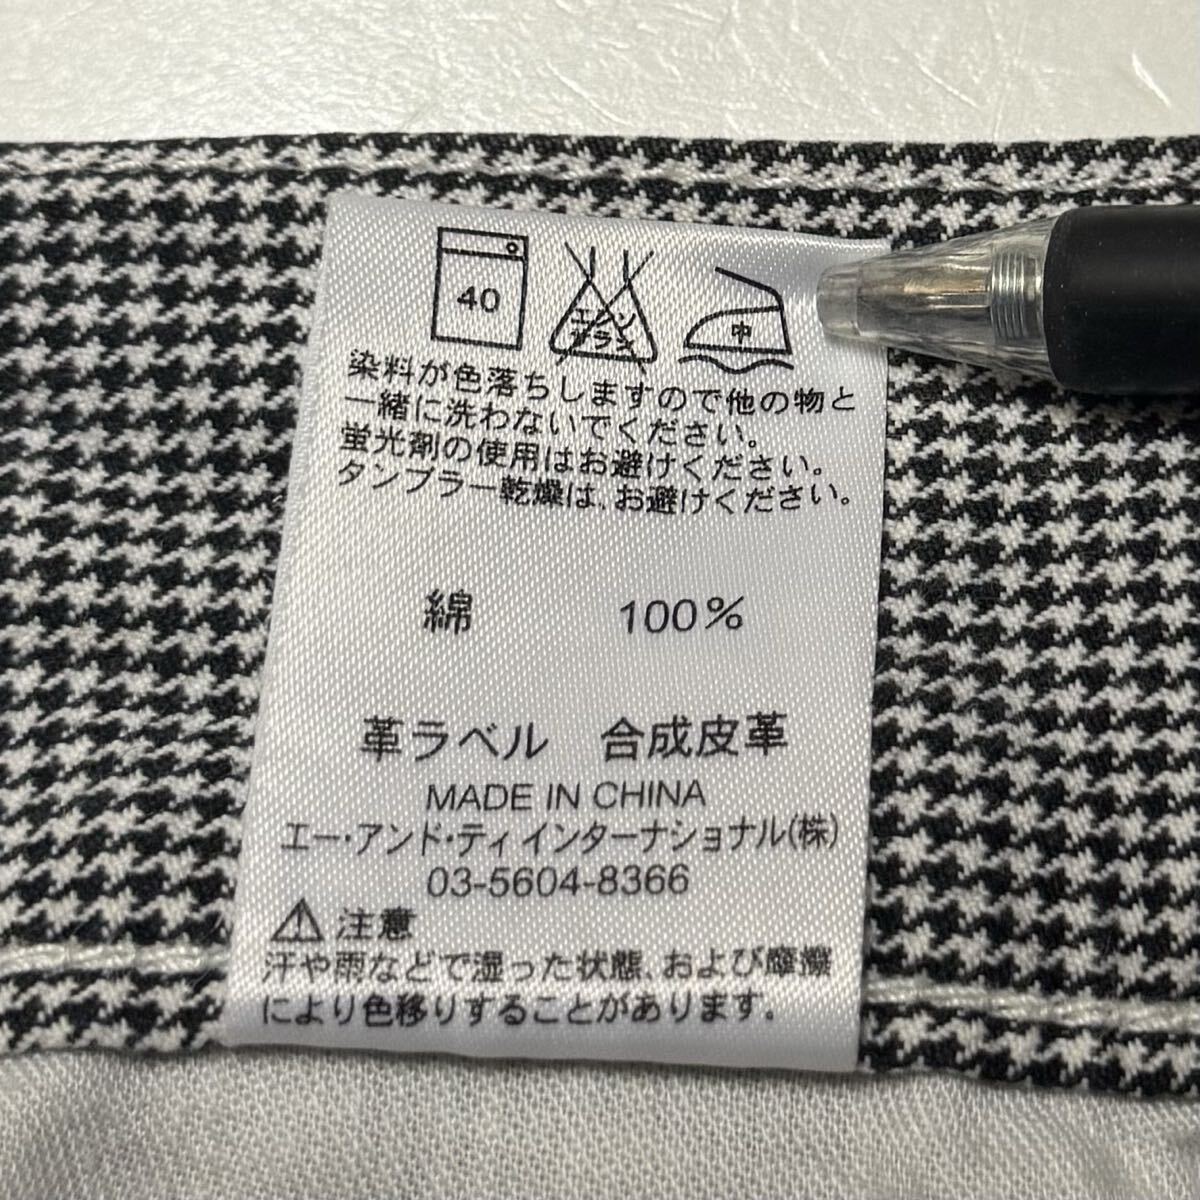 40
エンソ
サラシ
中
染料が色落ちしますので他の物と
一緒に洗わないでください。
蛍光剤の使用はお避けください。
タンブラー乾燥は、お避けください。
綿 100%
革ラベル 合成皮革
MADE IN CHINA
エー・アンド・ティインターナショナル(株)
03-5604-8366
注意
汗や雨などで湿った状態、および摩擦
により色移りすることがあります。